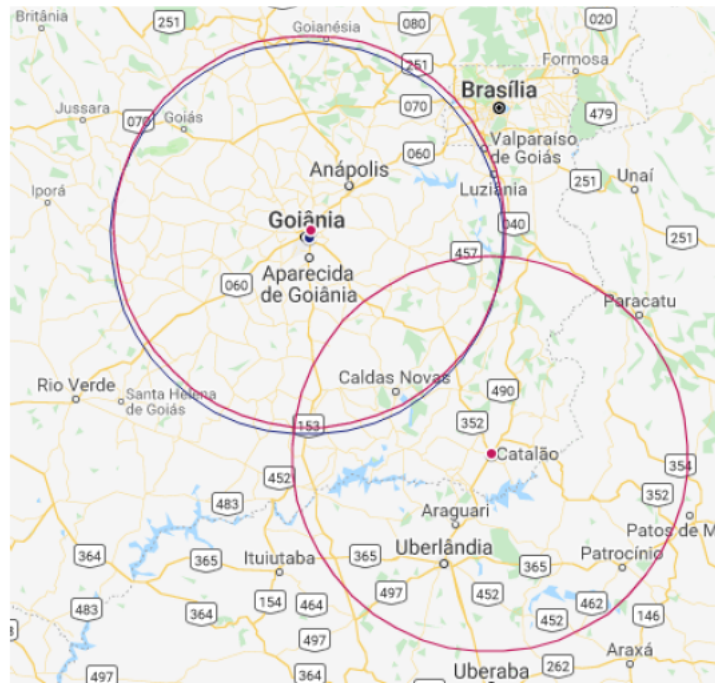 251
080
020
Britânia
Goianésia
Formosa
251
Brasília
Jussara
070
Goiás
070
479
060
Valparaíso
de Goiás
Anápolis
Unaí
Iporá
Luziânia
251
Goiânia
040
251
457
Aparecida
de Goiânia
060
Paracatu
Rio Verde
Santa Helena
de Goiás
Caldas Novas
490
153
352
Catalão
452
354
483
352
Araguari
Patos de M
364
365
Ituiutaba
365
Uberlândia
365
Patrocínio
483
154
464
497
452
462
364
452
146
497
Araxá
497
364
262
Uberaba